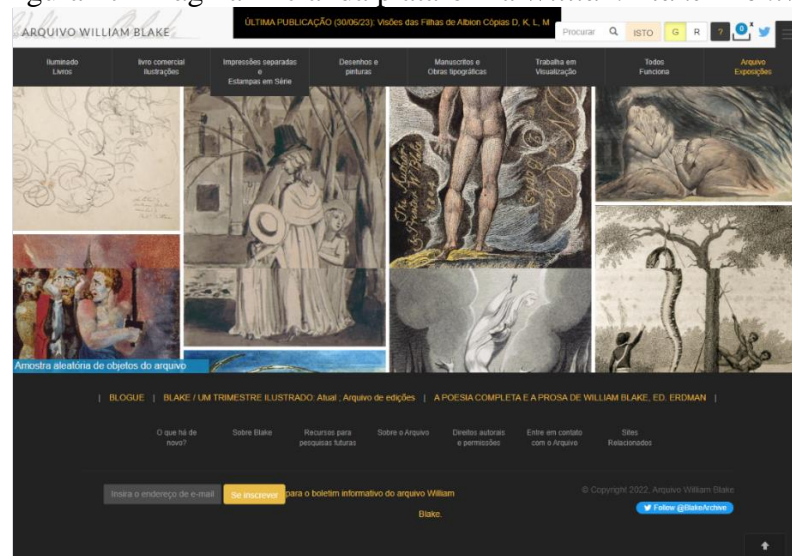 ARQUIVO WILLIAM BLAKE
ÚLTIMA PUBLICAÇÃO (30/06/23): Visões das Filhas de Albion Cópias D, K, L, M
Procurar
ISTO
G
R
?
0
x
Iluminado
Livros
livro comercial
Ilustrações
Impressões separadas
e
Estampas em Série
Desenhos e
pinturas
Manuscritos e
Obras tipográficas
Trabalha em
Visualização
Todos
Funciona
Arquivo
Exposições
Amostra aleatória de objetos do arquivo
| BLOGUE | BLAKE / UM TRIMESTRE ILUSTRADO: Atual , Arquivo de edições | A POESIA COMPLETA E A PROSA DE WILLIAM BLAKE, ED. ERDMAN |
O que há de
novo?
Sobre Blake
Recursos para
pesquisas futuras
Sobre o Arquivo
Direitos autorais
e permissões
Entre em contato
com o Arquivo
Sites
Relacionados
Insira o endereço de e-mail
Se inscrever
para o boletim informativo do arquivo William
Blake.
© Copyright 2022, Arquivo William Blake
Follow @BlakeArchive